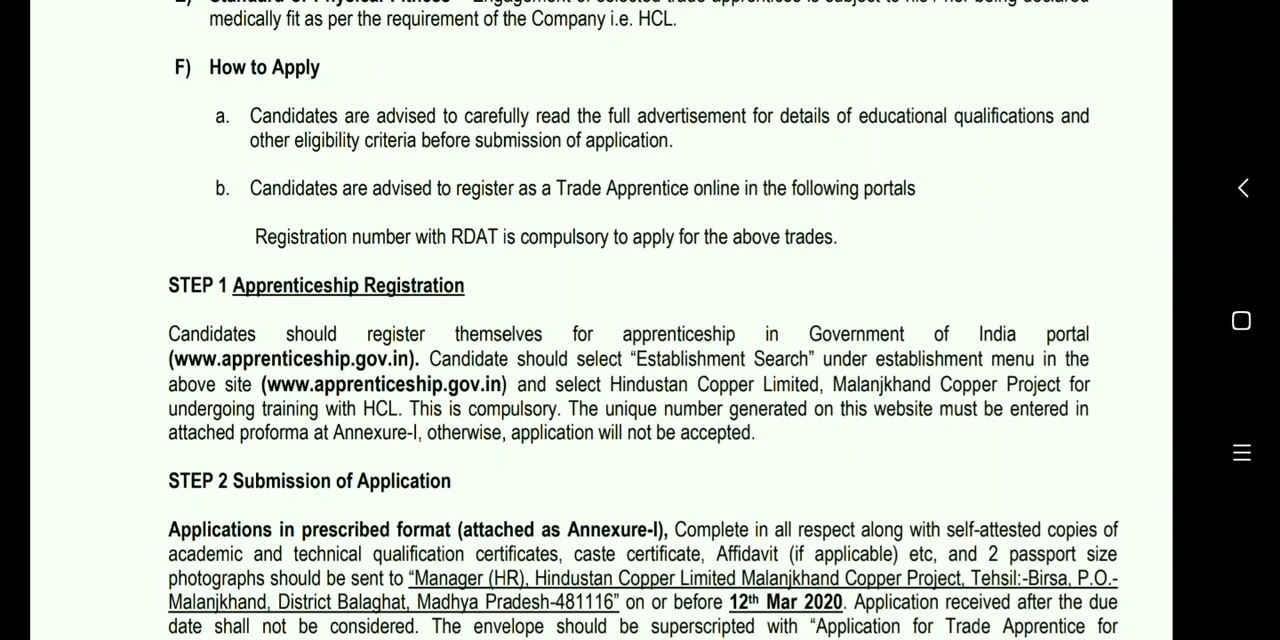 medically fit as per the requirement of the Company i.e. HCL.
F) How to Apply
a. Candidates are advised to carefully read the full advertisement for details of educational qualifications and
other eligibility criteria before submission of application.
b. Candidates are advised to register as a Trade Apprentice online in the following portals
Registration number with RDAT is compulsory to apply for the above trades.
STEP 1 Apprenticeship Registration
Candidates should register themselves for apprenticeship in Government of India portal
(www.apprenticeship.gov.in). Candidate should select “Establishment Search” under establishment menu in the
above site (www.apprenticeship.gov.in) and select Hindustan Copper Limited, Malanjkhand Copper Project for
undergoing training with HCL. This is compulsory. The unique number generated on this website must be entered in
attached proforma at Annexure-I, otherwise, application will not be accepted.
STEP 2 Submission of Application
Applications in prescribed format (attached as Annexure-I), Complete in all respect along with self-attested copies of
academic and technical qualification certificates, caste certificate, Affidavit (if applicable) etc, and 2 passport size
photographs should be sent to “Manager (HR), Hindustan Copper Limited Malanjkhand Copper Project, Tehsil:-Birsa, P.O.-
Malanjkhand, District Balaghat, Madhya Pradesh-481116” on or before 12th Mar 2020. Application received after the due
date shall not be considered. The envelope should be superscripted with “Application for Trade Apprentice for